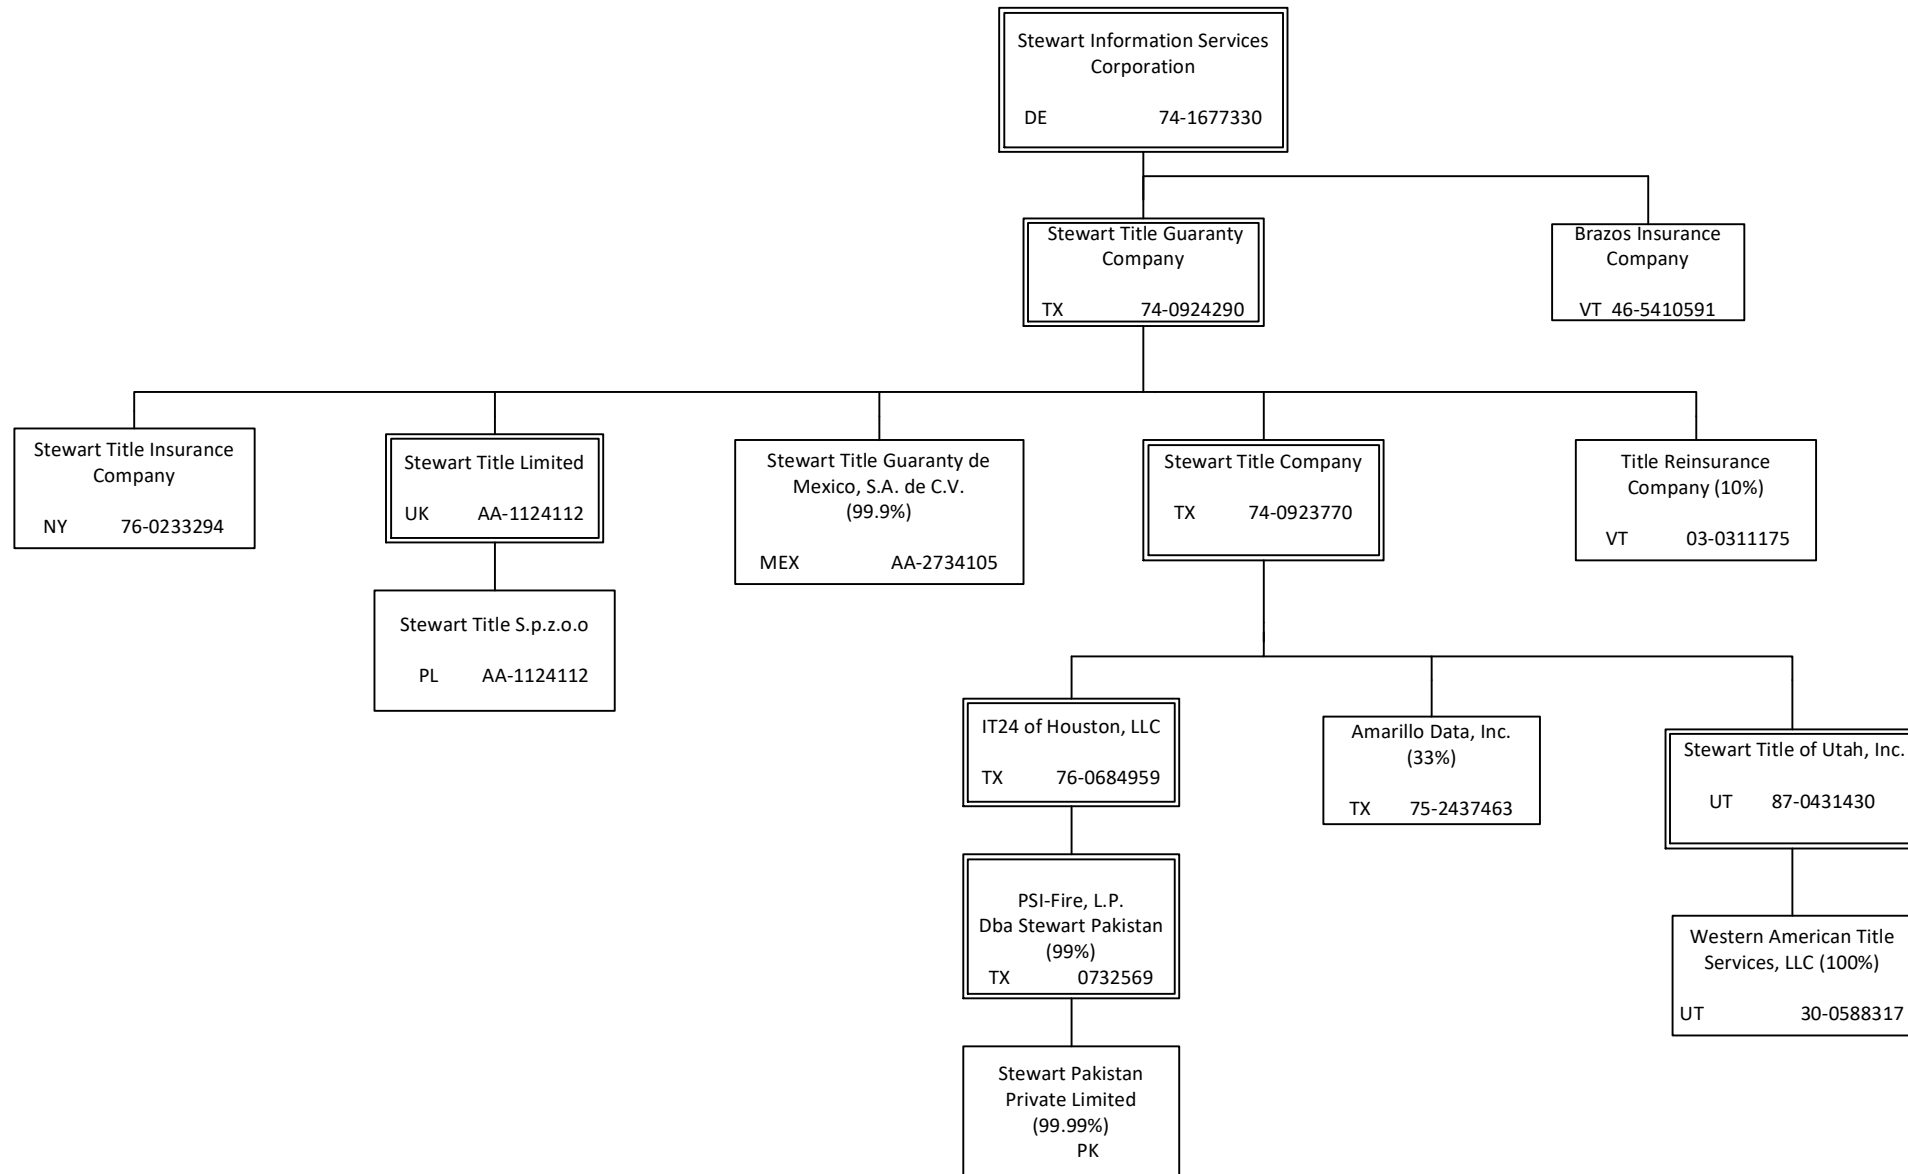 Stewart Information Services
Corporation
DE 74-1677330
Stewart Title Guaranty
Company
TX 74-0924290
Brazos Insurance
Company
VT 46-5410591
Stewart Title Insurance
Company
NY 76-0233294
Stewart Title Limited
UK AA-1124112
Stewart Title Guaranty de
Mexico, S.A. de C.V.
(99.9%)
MEX AA-2734105
Stewart Title Company
TX 74-0923770
Title Reinsurance
Company (10%)
VT 03-0311175
Stewart Title S.p.z.o.o
PL AA-1124112
IT24 of Houston, LLC
TX 76-0684959
Amarillo Data, Inc.
(33%)
TX 75-2437463
Stewart Title of Utah, Inc.
UT 87-0431430
PSI-Fire, L.P.
Dba Stewart Pakistan
(99%)
TX 0732569
Western American Title
Services, LLC (100%)
UT 30-0588317
Stewart Pakistan
Private Limited
(99.99%)
PK